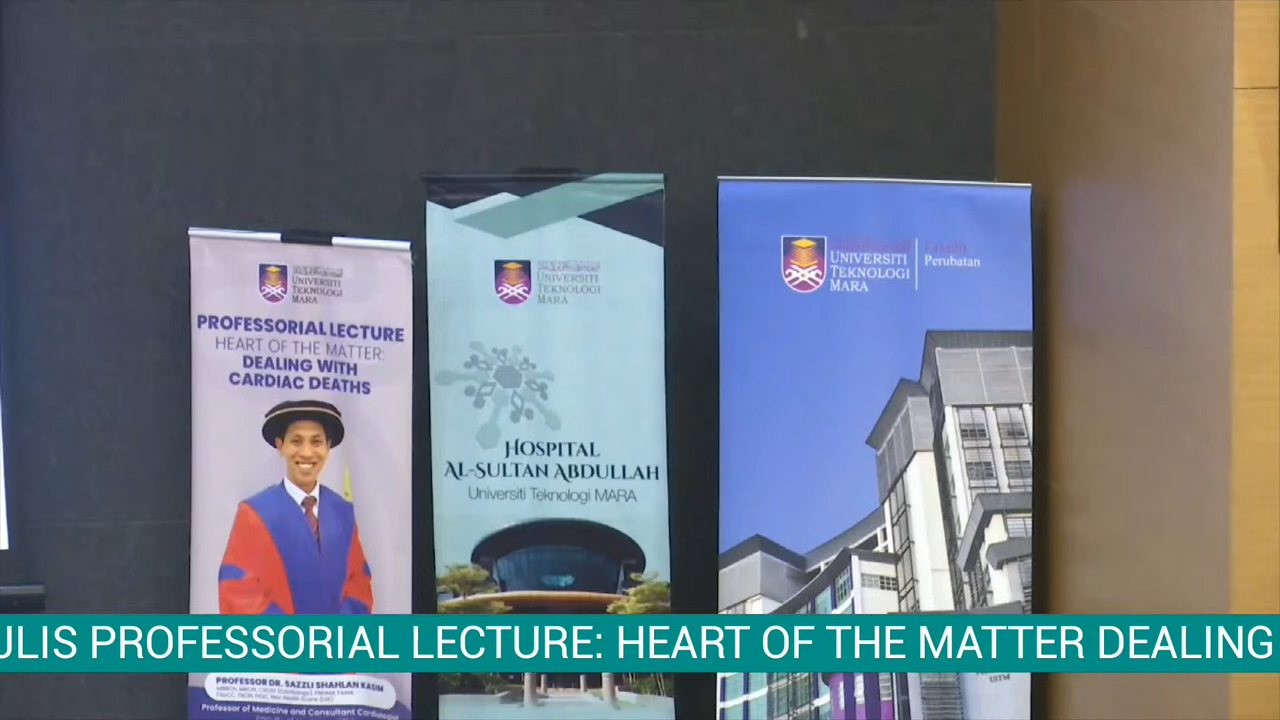 UNIVERSITI
TEKNOLOGI
MARA
PROFESSORIAL LECTURE
HEART OF THE MATTER:
DEALING WITH
CARDIAC DEATHS
PROFESSOR DR. SAZZLI SHAHLAN KASIM
Professor of Medicine and Consultant Cardiologist
UNIVERSITI
TEKNOLOGI
MARA
HOSPITAL
AL-SULTAN ABDULLAH
Universiti Teknologi MARA
UNIVERSITI
TEKNOLOGI
MARA
Fakulti
Perubatan
UiTM
ULIS PROFESSORIAL LECTURE: HEART OF THE MATTER DEALING